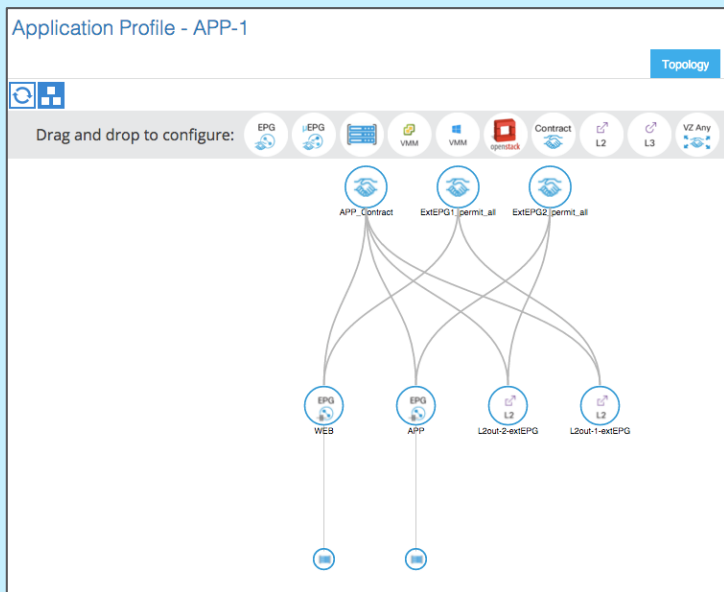 Application Profile - APP-1
Topology
Drag and drop to configure:
EPG
μEPG
VMM
VMM
openstack
Contract
L2
L3
VZ Any
APP_Contract
ExtEPG1_permit_all
ExtEPG2_permit_all
EPG
WEB
EPG
APP
L2
L2out-2-extEPG
L2
L2out-1-extEPG